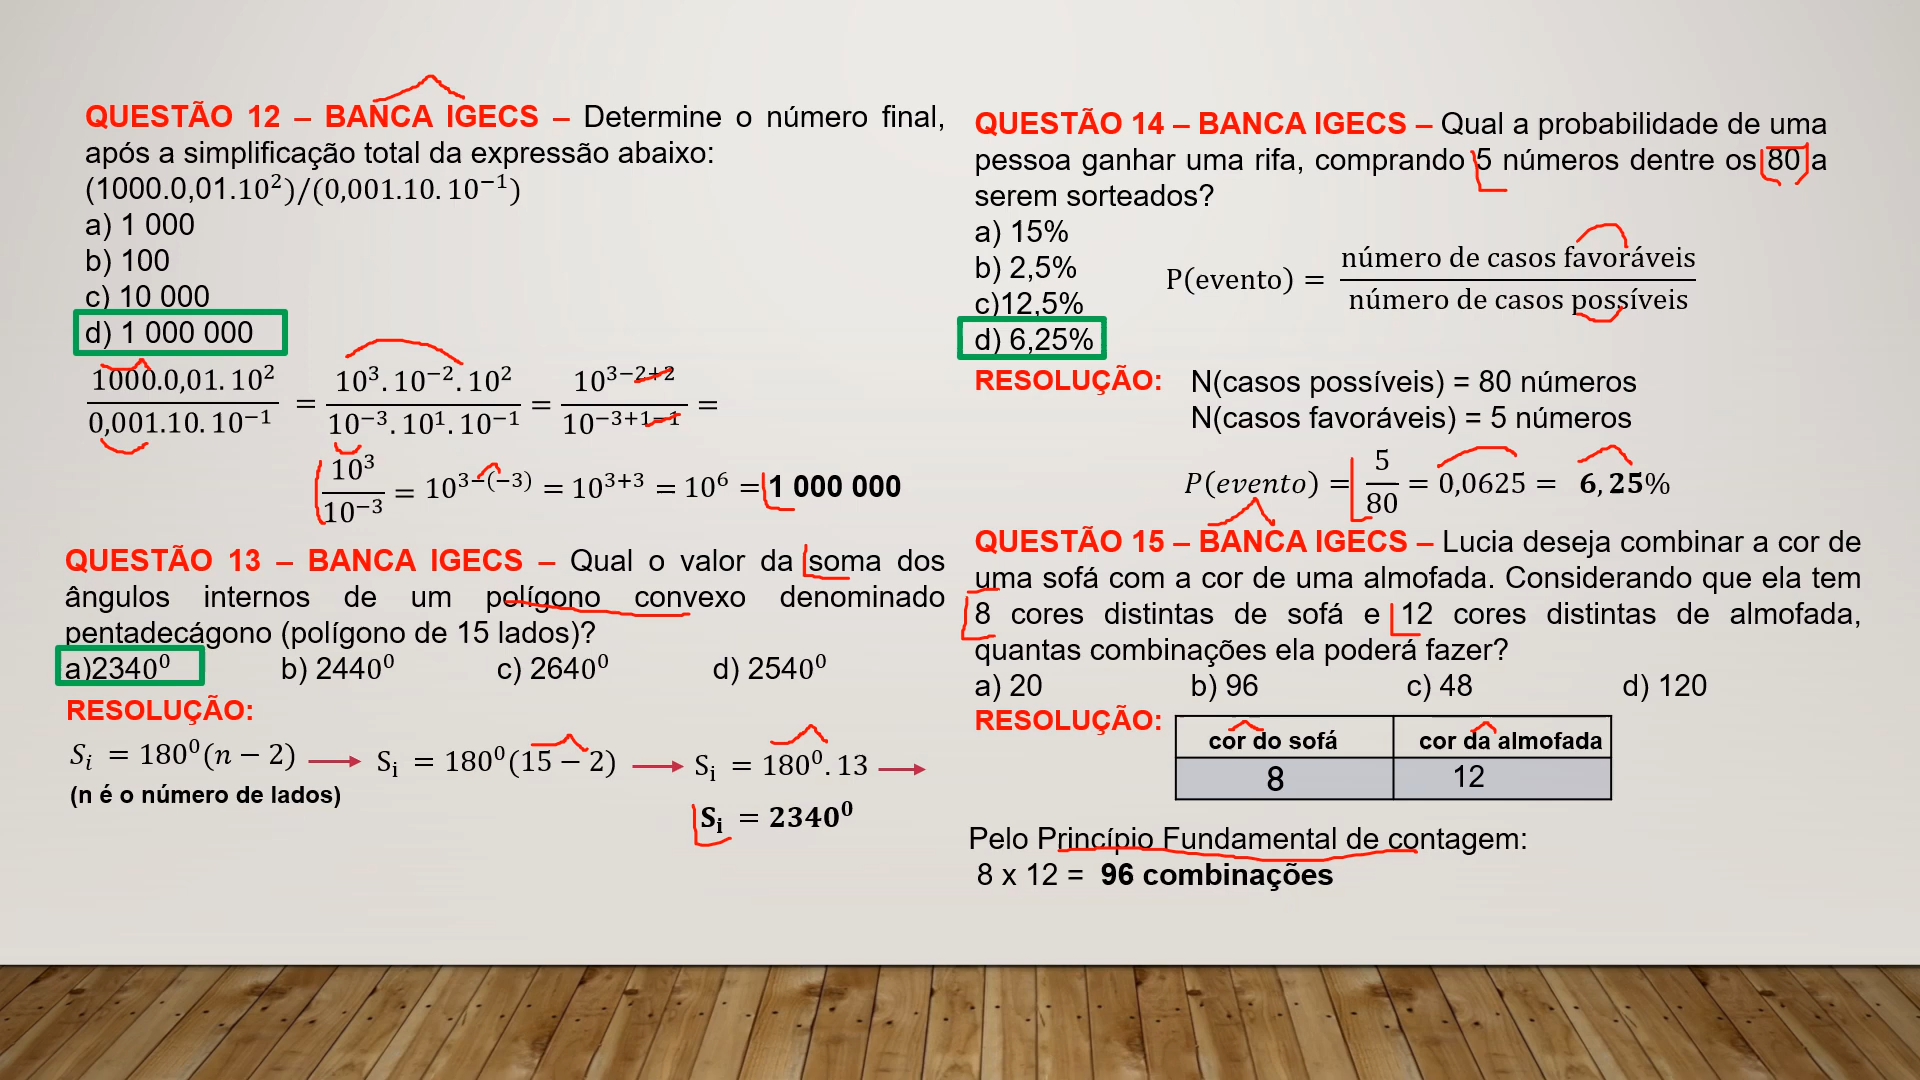 QUESTÃO 12 – BANCA IGECS – Determine o número final,
após a simplificação total da expressão abaixo:
(1000.0,01.10²)/(0,001.10.10⁻¹)
a) 1 000
b) 100
c) 10 000
d) 1 000 000
1000.0,01.10² / 0,001.10.10⁻¹ = 10³.10⁻².10² / 10⁻³.10¹.10⁻¹ = 10³⁻²⁺² / 10⁻³⁺¹⁻¹ =
10³ / 10⁻³ = 10³⁻⁽⁻³⁾ = 10³⁺³ = 10⁶ = 1 000 000
QUESTÃO 13 – BANCA IGECS – Qual o valor da soma dos
ângulos internos de um polígono convexo denominado
pentadecágono (polígono de 15 lados)?
a)2340⁰ b) 2440⁰ c) 2640⁰ d) 2540⁰
RESOLUÇÃO:
Sᵢ = 180⁰(n − 2) Sᵢ = 180⁰(15 − 2) Sᵢ = 180⁰.13
(n é o número de lados)
Sᵢ = 2340⁰
QUESTÃO 14 – BANCA IGECS – Qual a probabilidade de uma
pessoa ganhar uma rifa, comprando 5 números dentre os 80 a
serem sorteados?
a) 15%
b) 2,5%
c)12,5%
d) 6,25%
P(evento) = número de casos favoráveis / número de casos possíveis
RESOLUÇÃO: N(casos possíveis) = 80 números
N(casos favoráveis) = 5 números
P(evento) = 5 / 80 = 0,0625 = 6,25%
QUESTÃO 15 – BANCA IGECS – Lucia deseja combinar a cor de
uma sofá com a cor de uma almofada. Considerando que ela tem
8 cores distintas de sofá e 12 cores distintas de almofada,
quantas combinações ela poderá fazer?
a) 20 b) 96 c) 48 d) 120
RESOLUÇÃO:
cor do sofá cor da almofada
8 12
Pelo Princípio Fundamental de contagem:
8 x 12 = 96 combinações